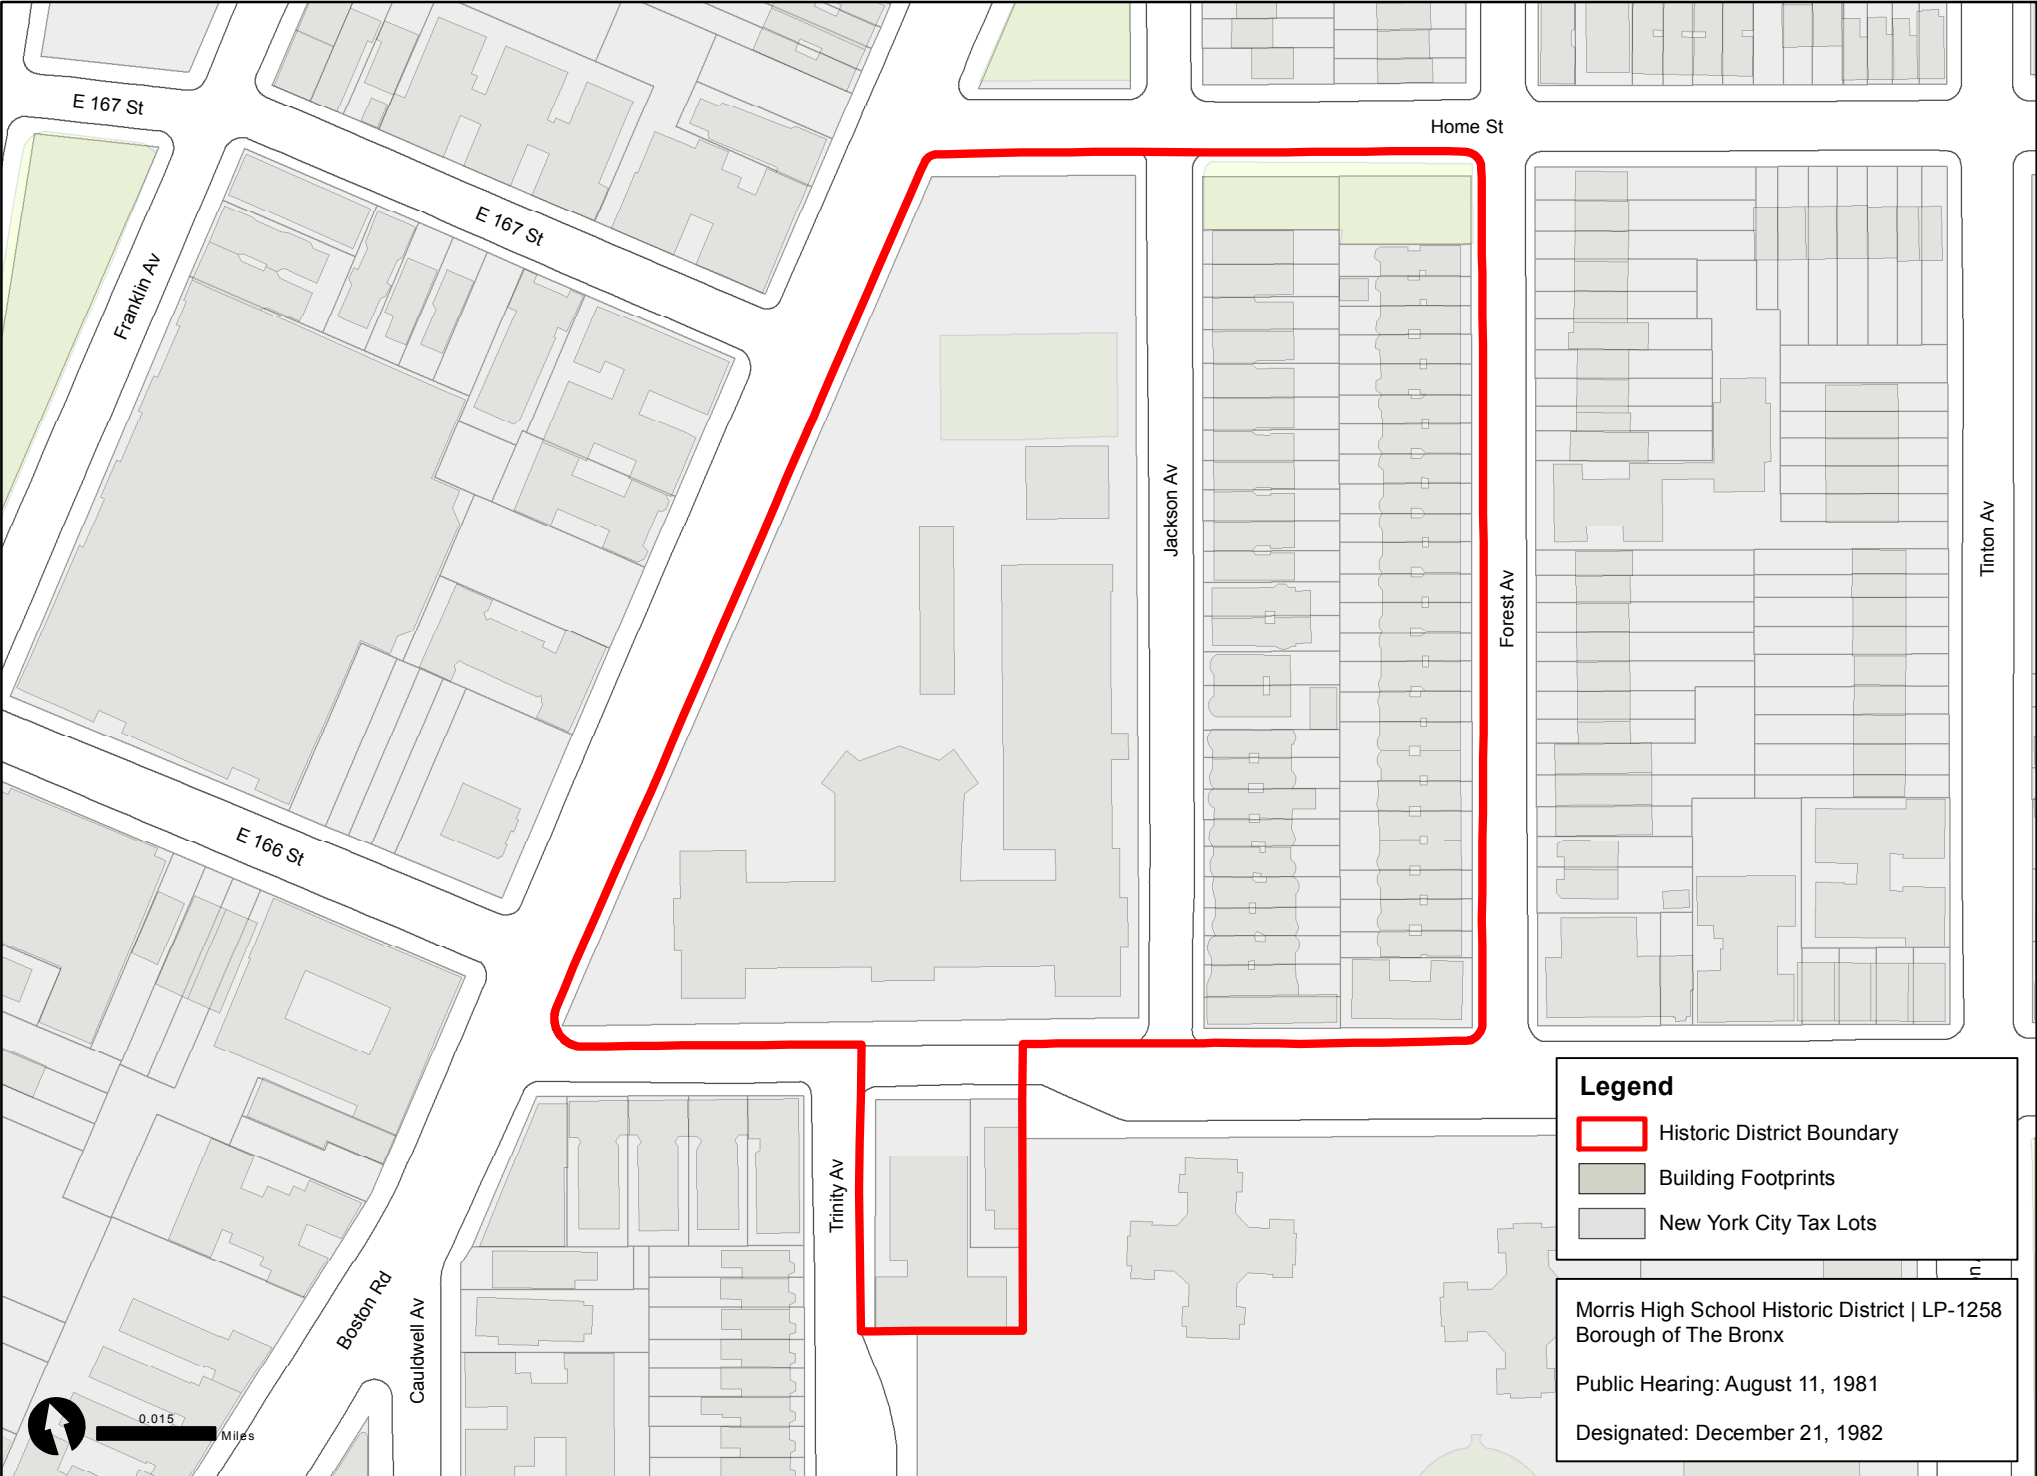 E 167 St
Home St
E 167 St
Franklin Av
Jackson Av
Tinton Av
Forest Av
E 166 St
Trinity Av
Boston Rd
Cauldwell Av
Legend
Historic District Boundary
Building Footprints
New York City Tax Lots
Morris High School Historic District | LP-1258
Borough of The Bronx
Public Hearing: August 11, 1981
Designated: December 21, 1982
0.015
Miles